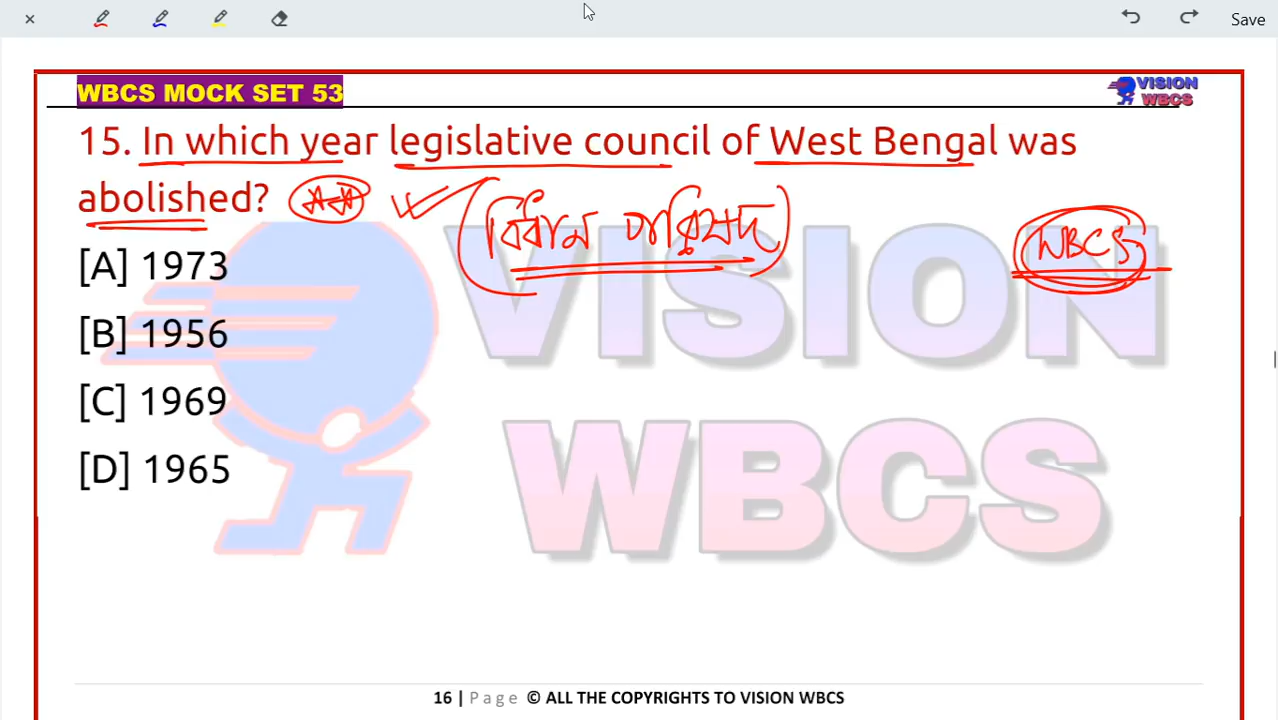 Save
WBCS MOCK SET 53
VISION
WBCS
15. In which year legislative council of West Bengal was
abolished?
(বিধান পরিষদ)
WBCS
[A] 1973
[B] 1956
[C] 1969
[D] 1965
VISION
WBCS
16 | Page © ALL THE COPYRIGHTS TO VISION WBCS